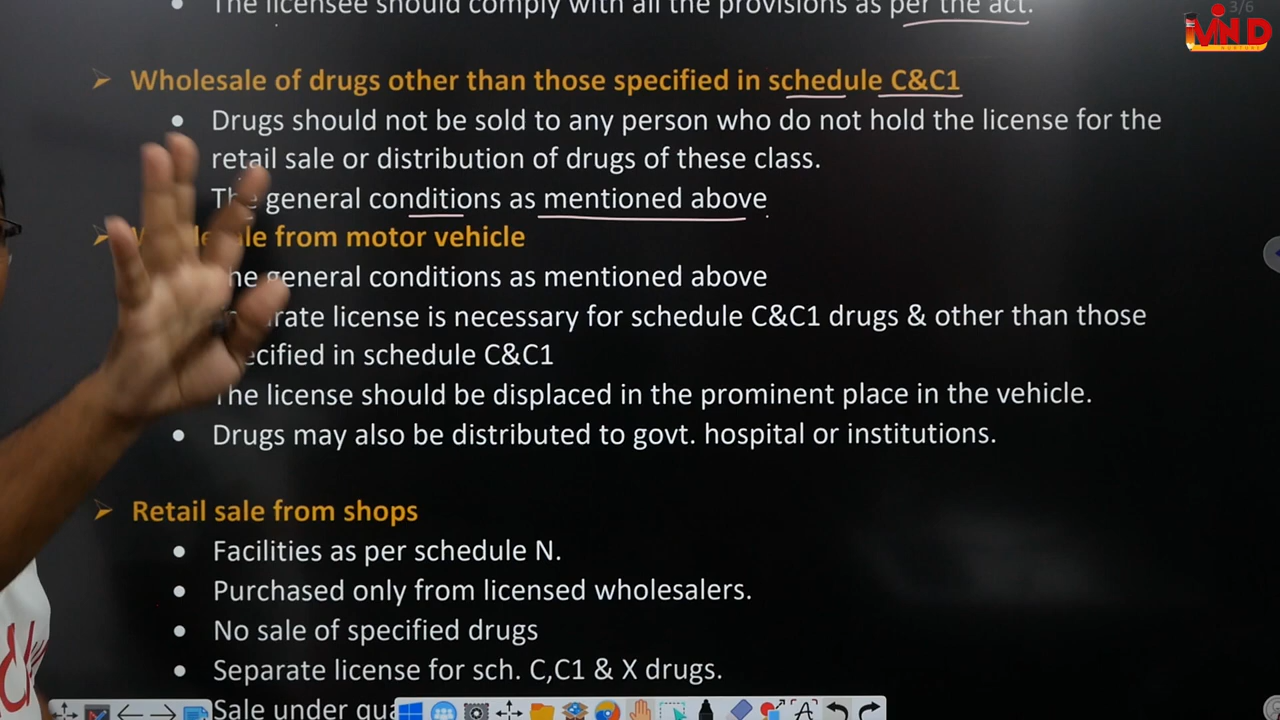 The licensee should comply with all the provisions as per the act.
3/6
MIND
NURTURE
Wholesale of drugs other than those specified in schedule C&C1
Drugs should not be sold to any person who do not hold the license for the
retail sale or distribution of drugs of these class.
The general conditions as mentioned above
from motor vehicle
general conditions as mentioned above
license is necessary for schedule C&C1 drugs & other than those
in schedule C&C1
The license should be displaced in the prominent place in the vehicle.
Drugs may also be distributed to govt. hospital or institutions.
Retail sale from shops
Facilities as per schedule N.
Purchased only from licensed wholesalers.
No sale of specified drugs
Separate license for sch. C,C1 & X drugs.
Sale under